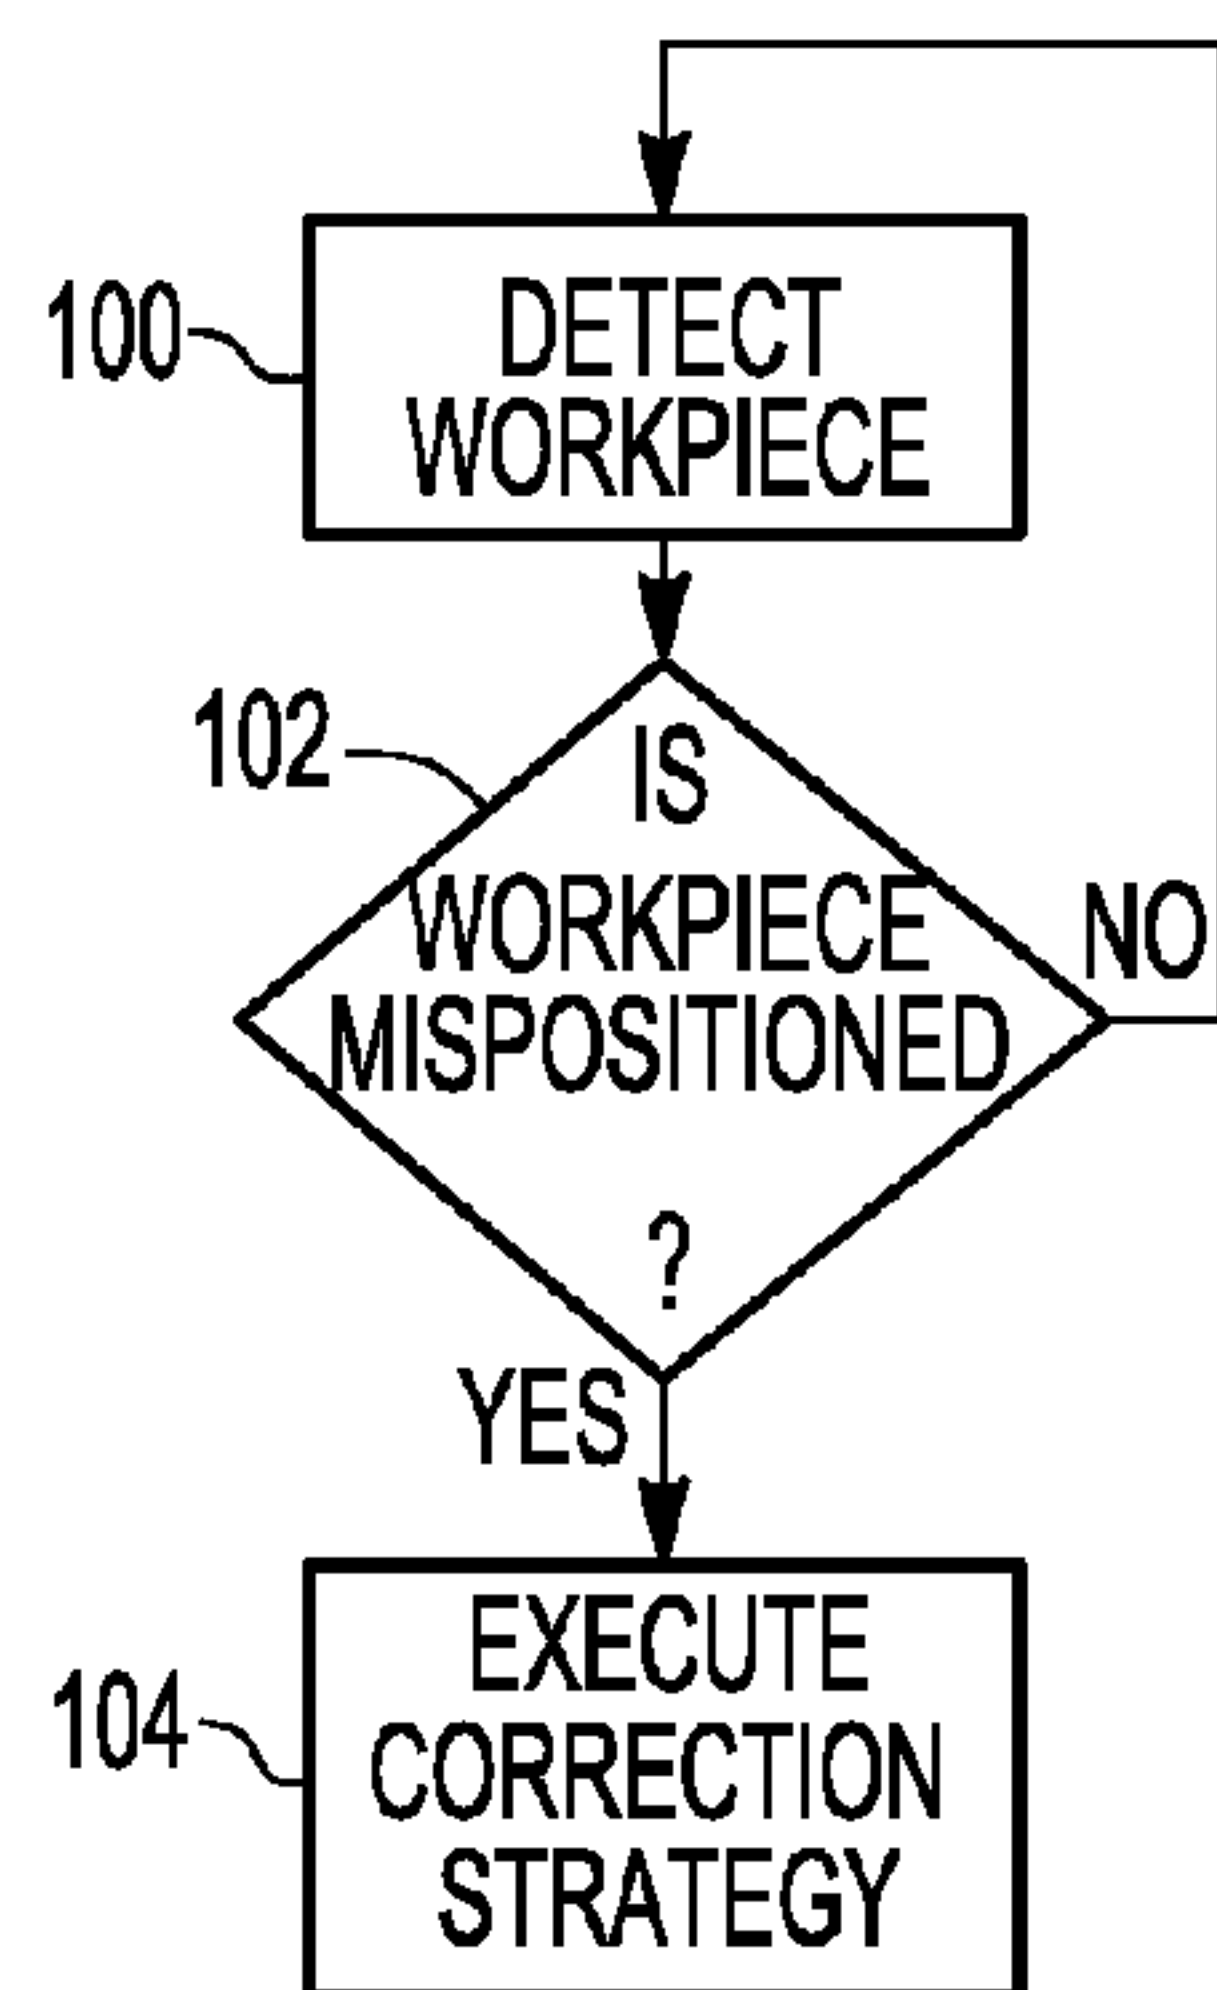 100
DETECT
WORKPIECE
102
IS
WORKPIECE
MISPOSITIONED
?
NO
YES
104
EXECUTE
CORRECTION
STRATEGY